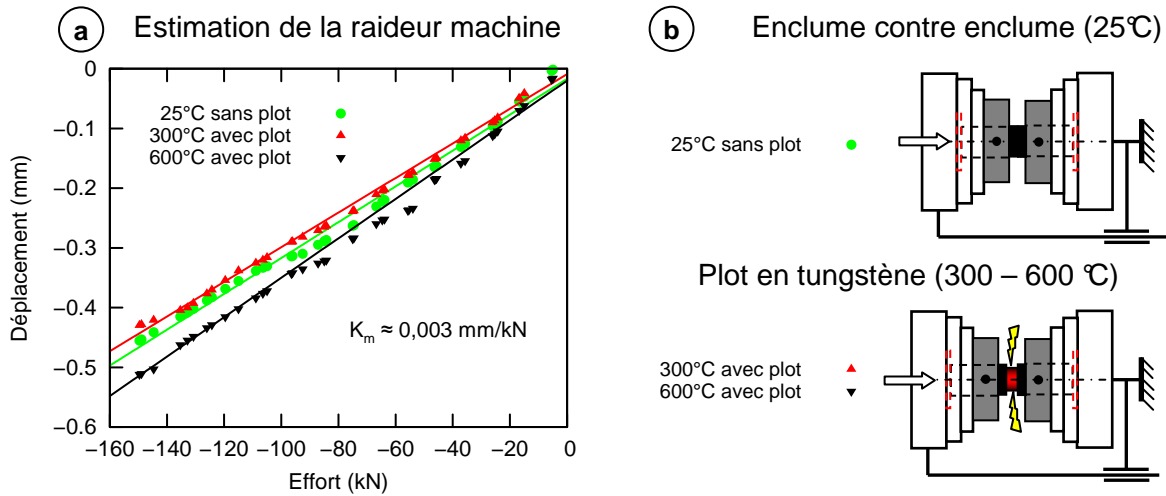 a
Estimation de la raideur machine
Déplacement (mm)
0
−0.1
−0.2
−0.3
−0.4
−0.5
−0.6
25°C sans plot
300°C avec plot
600°C avec plot
Km ≈ 0,003 mm/kN
−160 −140 −120 −100 −80 −60 −40 −20 0
Effort (kN)
b
Enclume contre enclume (25°C)
25°C sans plot
Plot en tungstène (300 – 600 °C)
300°C avec plot
600°C avec plot